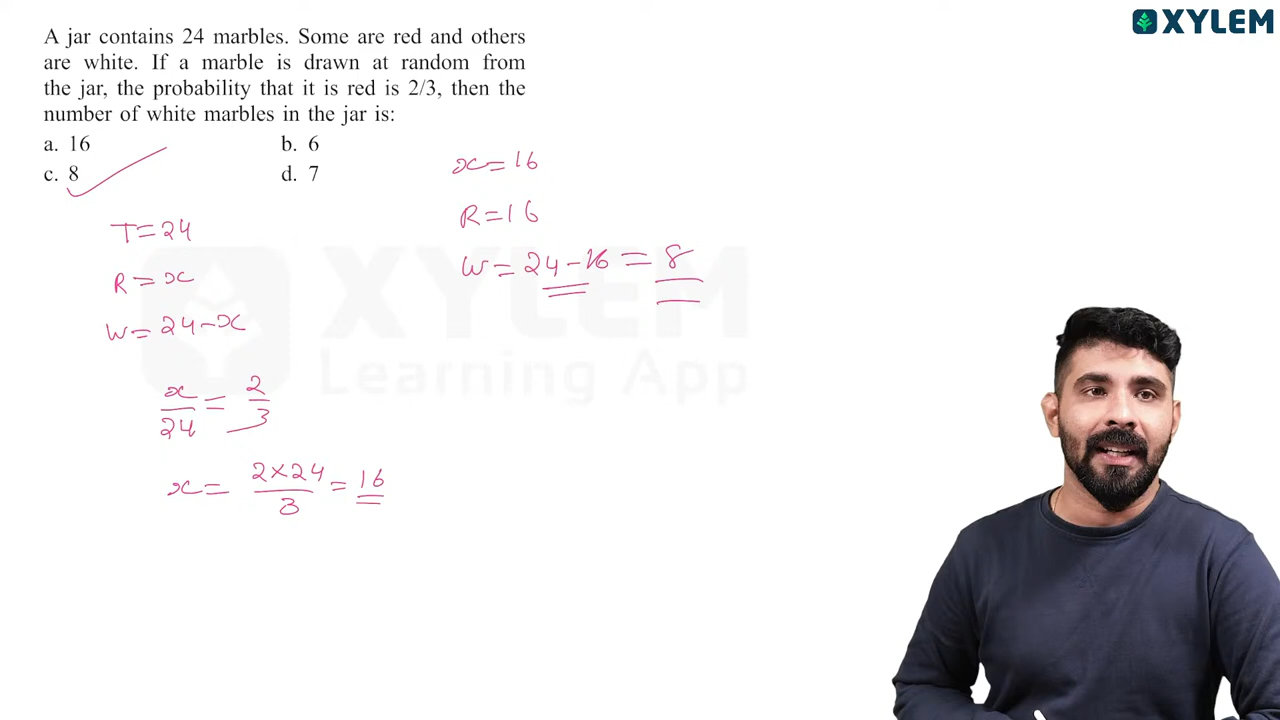 A jar contains 24 marbles. Some are red and others
are white. If a marble is drawn at random from
the jar, the probability that it is red is 2/3, then the
number of white marbles in the jar is:
a. 16 b. 6
c. 8 d. 7
T=24
R=x
W=24-x
x/24 = 2/3
x= 2×24/3 = 16
x=16
R=16
W=24-16=8
XYLEM
XYLEM
Learning App